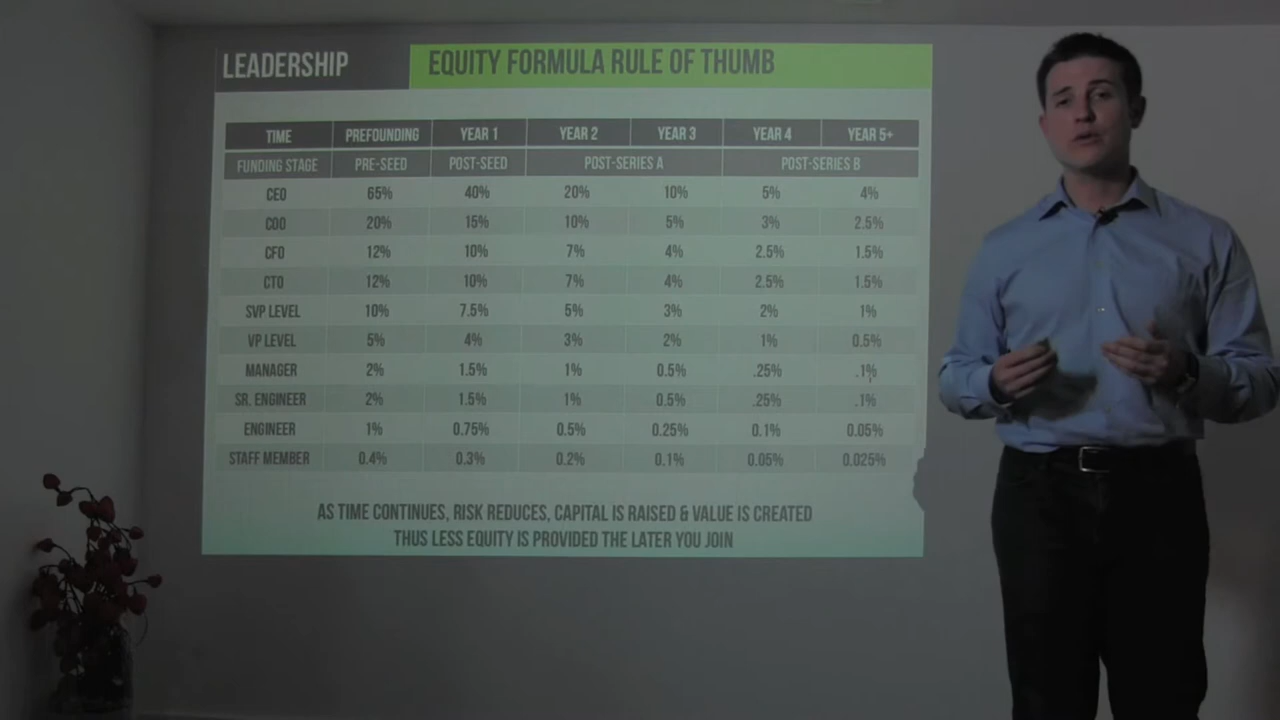 LEADERSHIP EQUITY FORMULA RULE OF THUMB
TIME PREFOUNDING YEAR 1 YEAR 2 YEAR 3 YEAR 4 YEAR 5+
FUNDING STAGE PRE-SEED POST-SEED POST-SERIES A POST-SERIES B
CEO 65% 40% 20% 10% 5% 4%
COO 20% 15% 10% 5% 3% 2.5%
CFO 12% 10% 7% 4% 2.5% 1.5%
CTO 12% 10% 7% 4% 2.5% 1.5%
SVP LEVEL 10% 7.5% 5% 3% 2% 1%
VP LEVEL 5% 4% 3% 2% 1% 0.5%
MANAGER 2% 1.5% 1% 0.5% .25% .1%
SR. ENGINEER 2% 1.5% 1% 0.5% .25% .1%
ENGINEER 1% 0.75% 0.5% 0.25% 0.1% 0.05%
STAFF MEMBER 0.4% 0.3% 0.2% 0.1% 0.05% 0.025%
AS TIME CONTINUES, RISK REDUCES, CAPITAL IS RAISED & VALUE IS CREATED
THUS LESS EQUITY IS PROVIDED THE LATER YOU JOIN